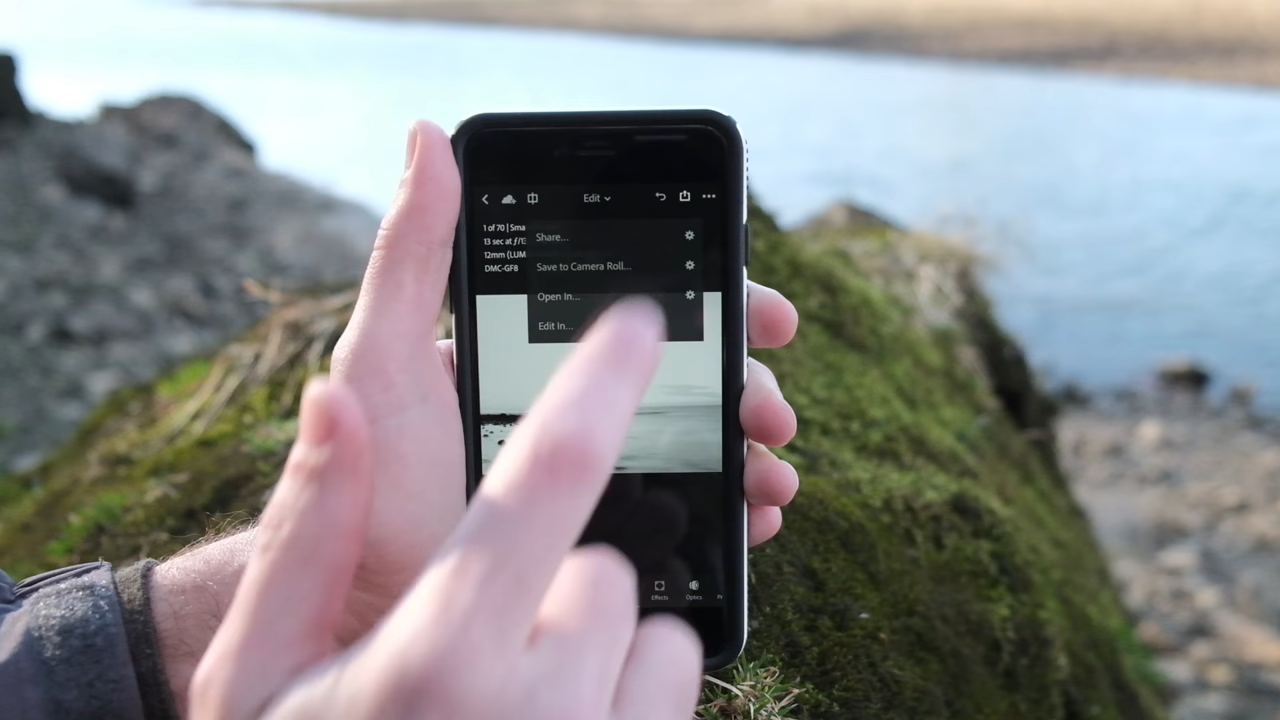 Edit
1 of 70 | Sma
13 sec at ƒ/13
12mm (LUM
DMC-GF8
Share...
Save to Camera Roll...
Open In...
Edit In...
Effects
Optics